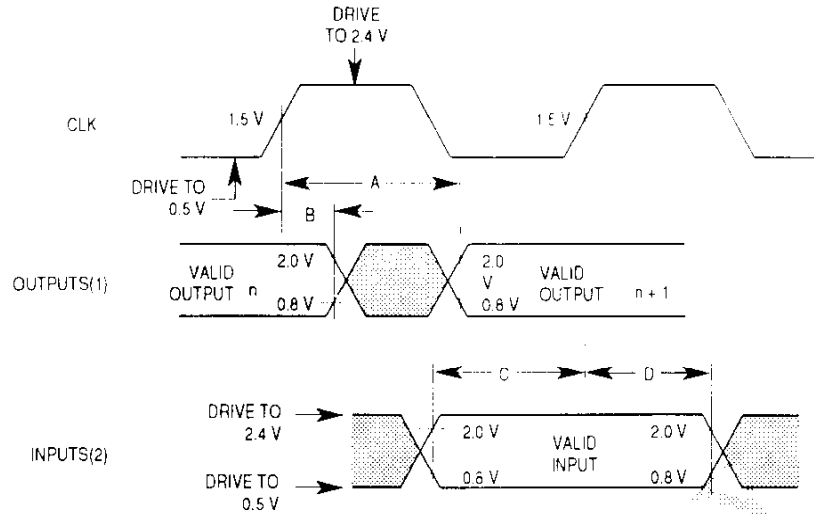 DRIVE
TO 2.4 V
CLK
1.5 V
1.5 V
DRIVE TO
0.5 V
A
B
OUTPUTS(1)
VALID
OUTPUT n
2.0 V
0.8 V
2.0
V
0.8 V
VALID
OUTPUT n + 1
C
D
INPUTS(2)
DRIVE TO
2.4 V
DRIVE TO
0.5 V
2.0 V
0.8 V
VALID
INPUT
2.0 V
0.8 V